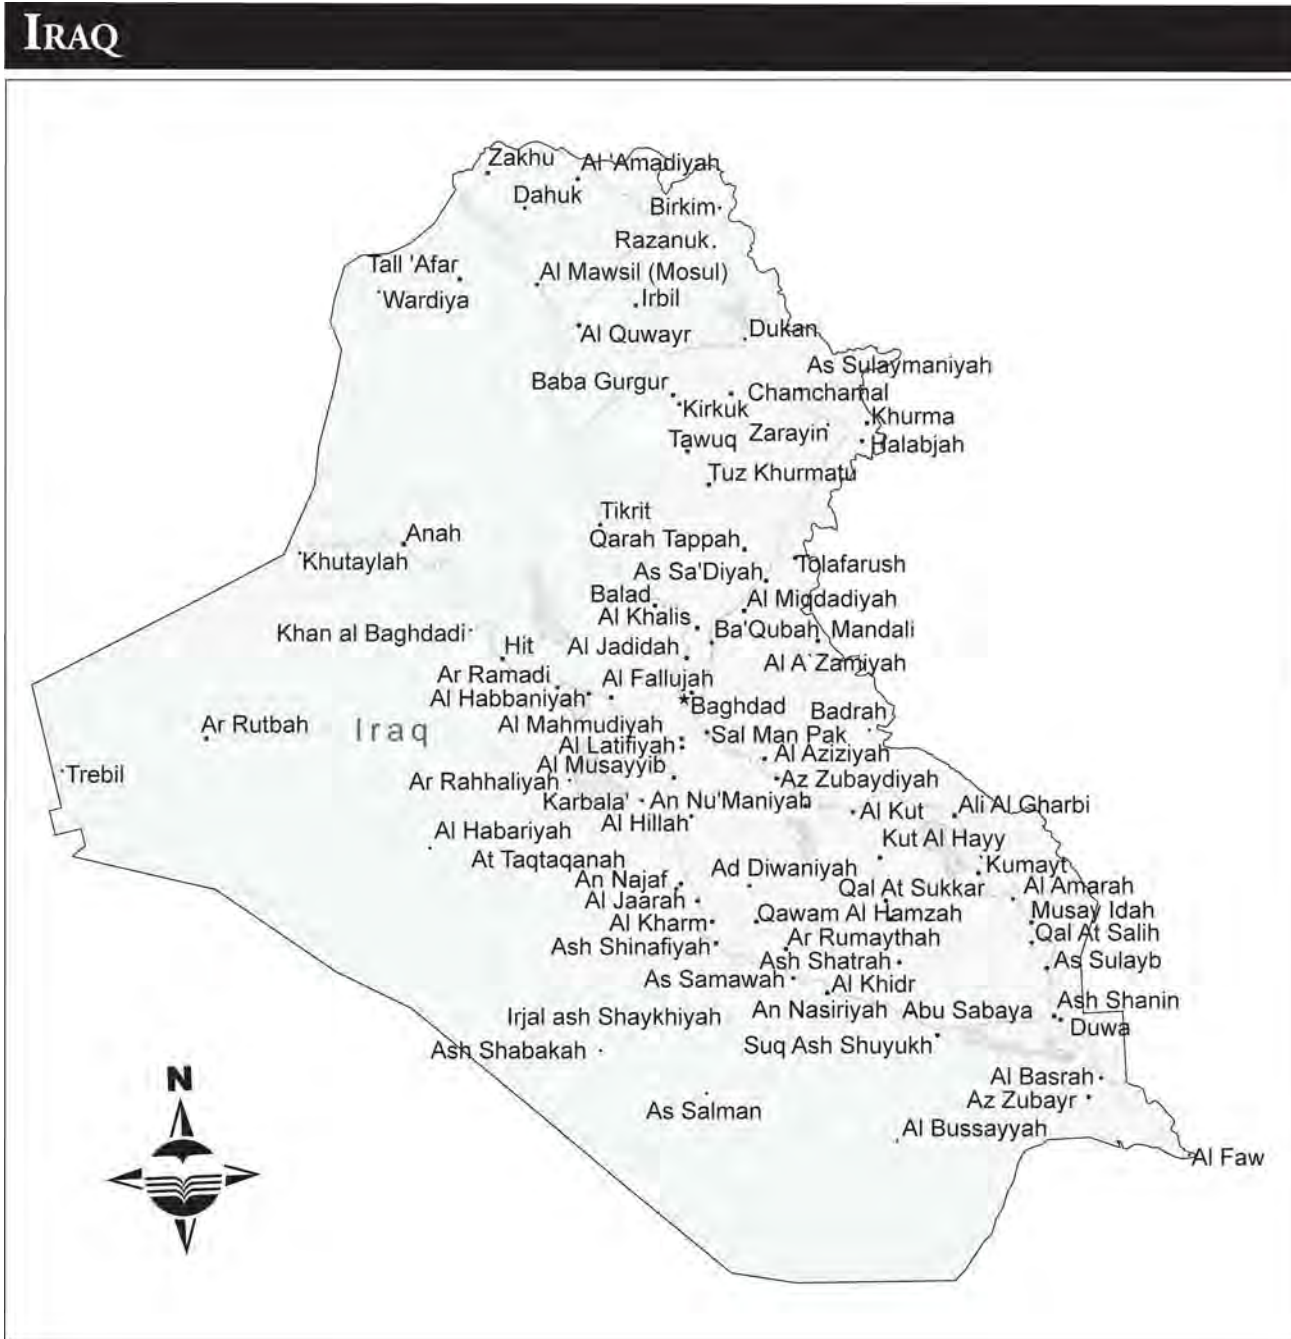 IRAQ
Zakhu
Al 'Amadiyah
Dahuk
Birkim
Razanuk
Tall 'Afar
Al Mawsil (Mosul)
Wardiya
Irbil
Al Quwayr
Dukan
As Sulaymaniyah
Baba Gurgur
Chamchamal
Kirkuk
Khurma
Tawuq
Zarayin
Halabjah
Tuz Khurmatu
Tikrit
Anah
Qarah Tappah
Khutaylah
Tolafarush
As Sa'Diyah
Balad
Al Miqdadiyah
Al Khalis
Khan al Baghdadi
Ba'Qubah
Mandali
Hit
Al Jadidah
Al A`Zamiyah
Ar Ramadi
Al Fallujah
Al Habbaniyah
Baghdad
Badrah
Ar Rutbah
Iraq
Al Mahmudiyah
Sal Man Pak
Al Latifiyah
Al Aziziyah
Trebil
Al Musayyib
Ar Rahhaliyah
Az Zubaydiyah
Karbala'
An Nu'Maniyah
Al Kut
Ali Al Gharbi
Al Hillah
Al Habariyah
Kut Al Hayy
At Taqtaqanah
Ad Diwaniyah
Kumayt
An Najaf
Qal At Sukkar
Al Amarah
Al Jaarah
Al Kharm
Qawam Al Hamzah
Musay Idah
Ash Shinafiyah
Ar Rumaythah
Qal At Salih
Ash Shatrah
As Sulayb
As Samawah
Al Khidr
Irjal ash Shaykhiyah
An Nasiriyah
Abu Sabaya
Ash Shanin
Duwa
Ash Shabakah
Suq Ash Shuyukh
N
Al Basrah
Az Zubayr
As Salman
Al Bussayyah
Al Faw